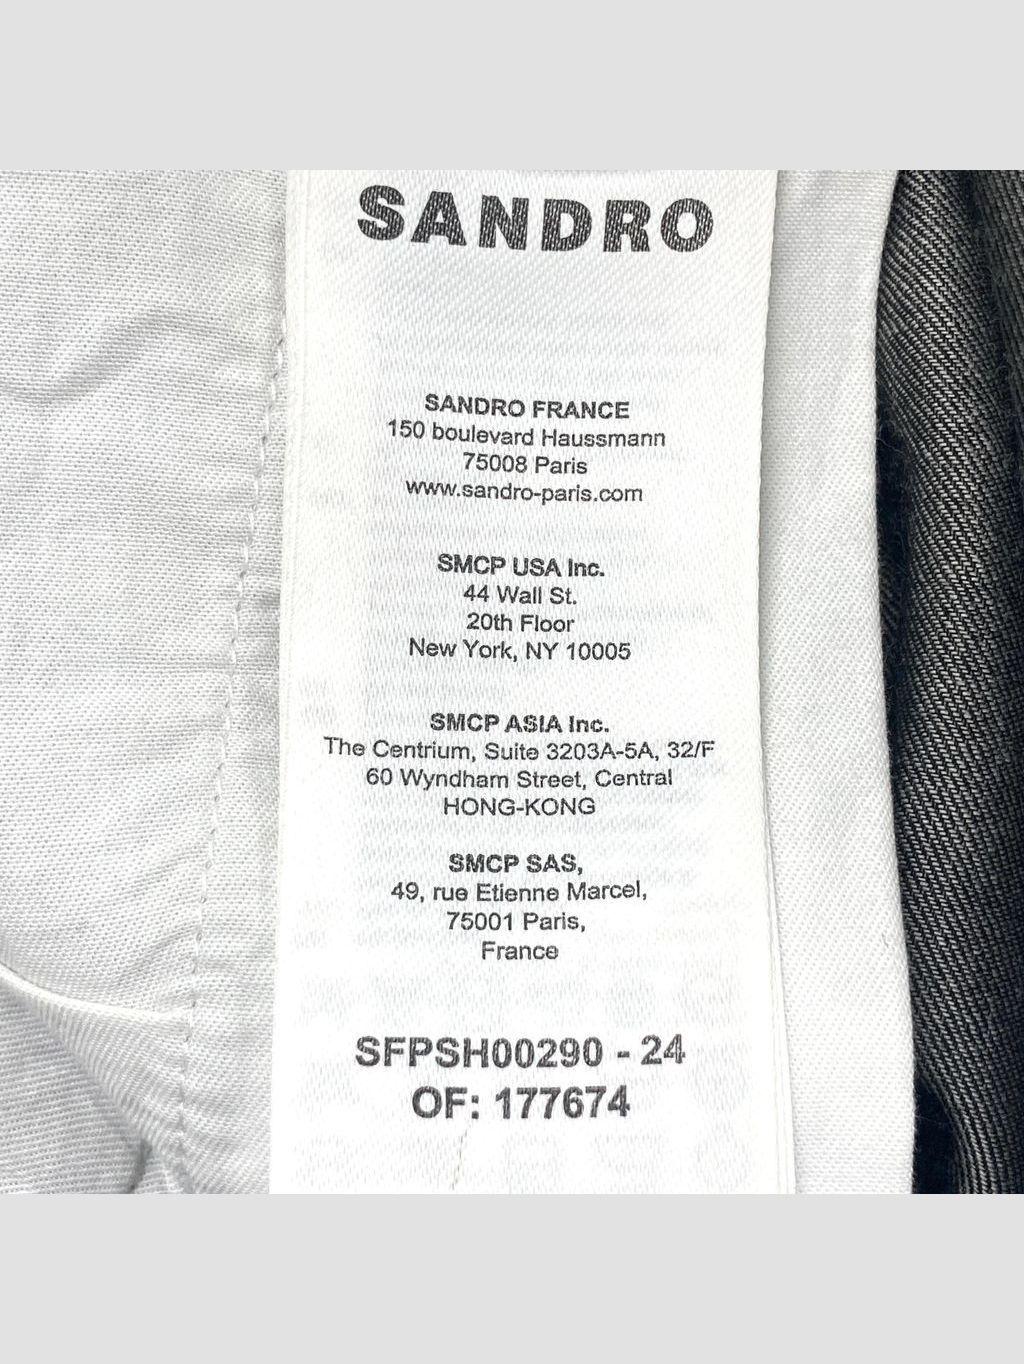 SANDRO
SANDRO FRANCE
150 boulevard Haussmann
75008 Paris
www.sandro-paris.com
SMCP USA Inc.
44 Wall St.
20th Floor
New York, NY 10005
SMCP ASIA Inc.
The Centrium, Suite 3203A-5A, 32/F
60 Wyndham Street, Central
HONG-KONG
SMCP SAS,
49, rue Etienne Marcel,
75001 Paris,
France
SFPSH00290 - 24
OF: 177674